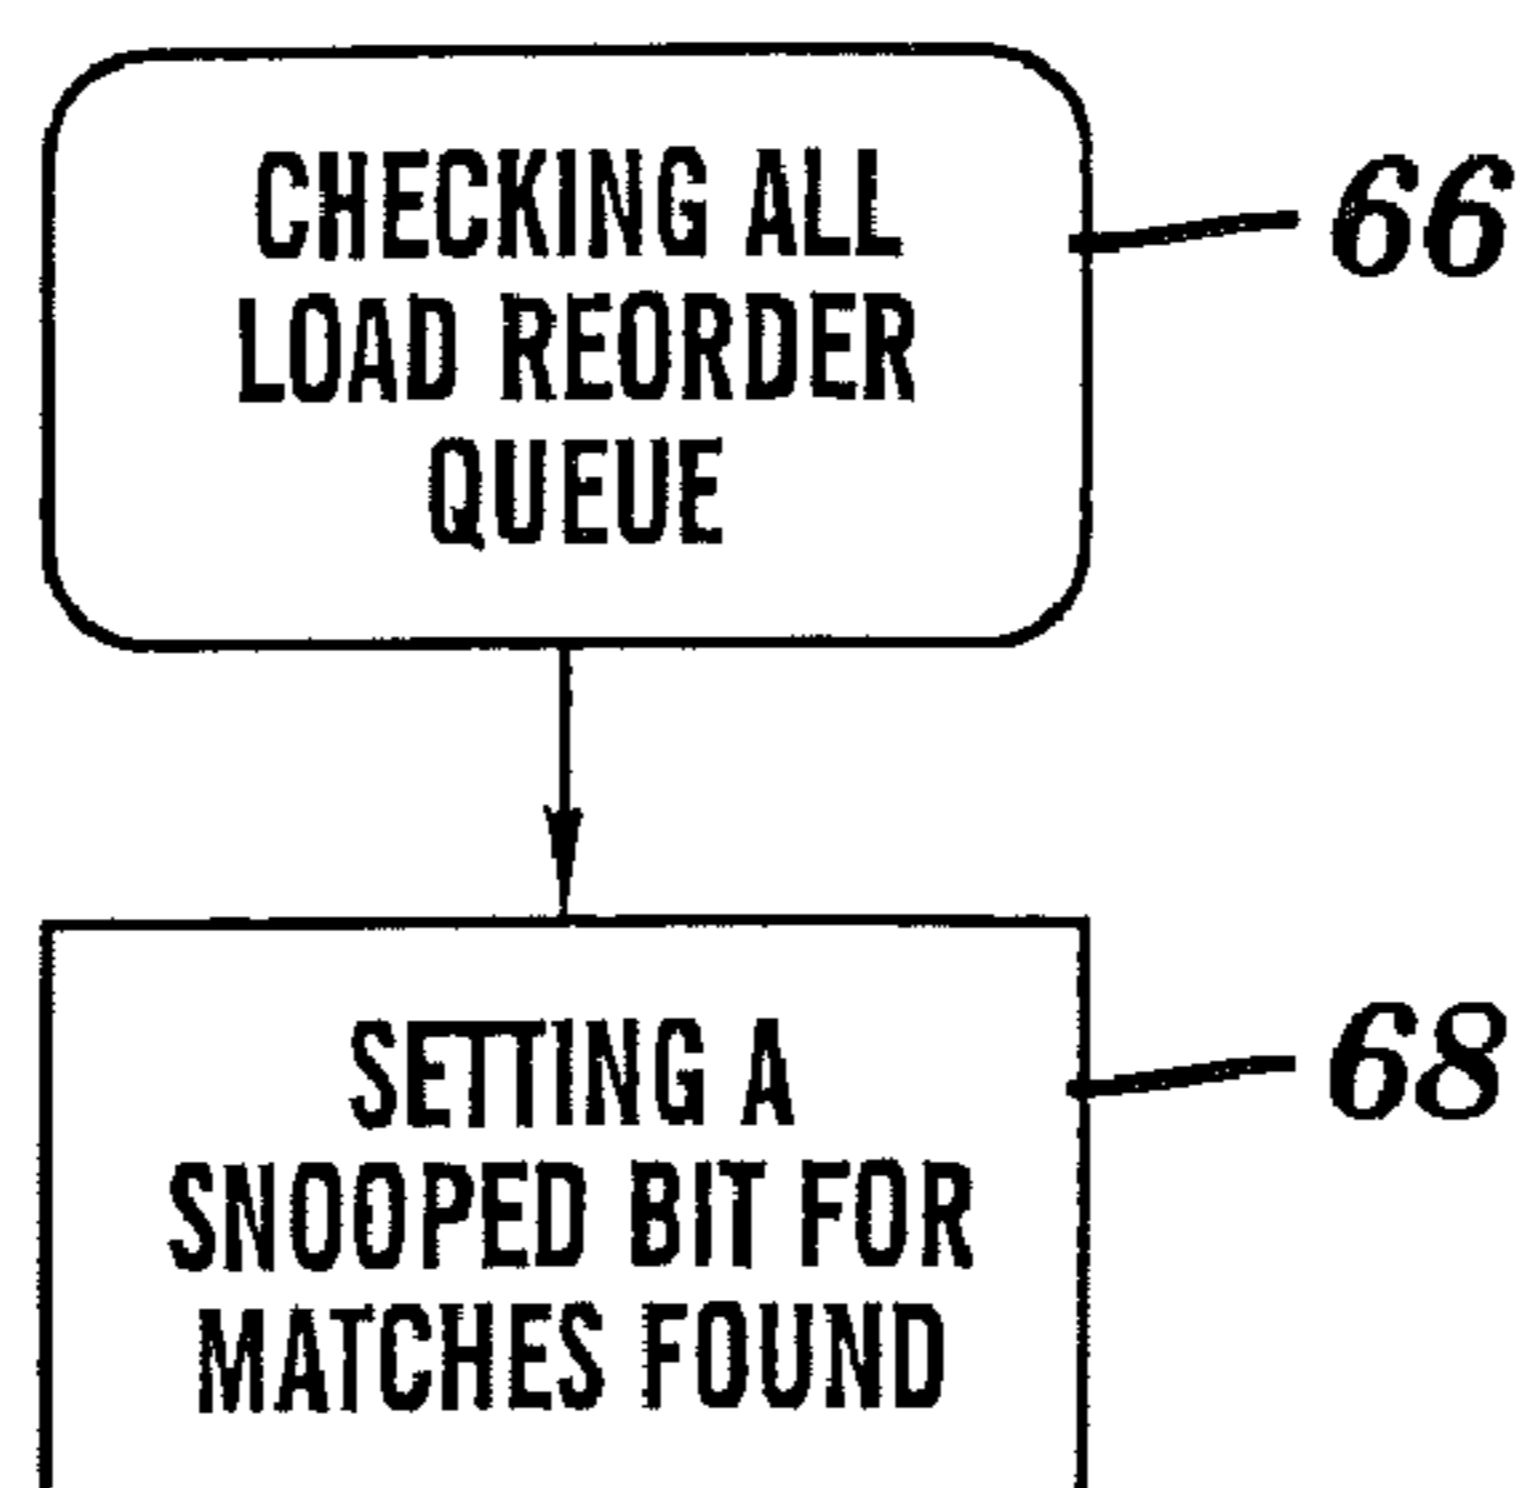 CHECKING ALL
LOAD REORDER
QUEUE
66
SETTING A
SNOOPED BIT FOR
MATCHES FOUND
68